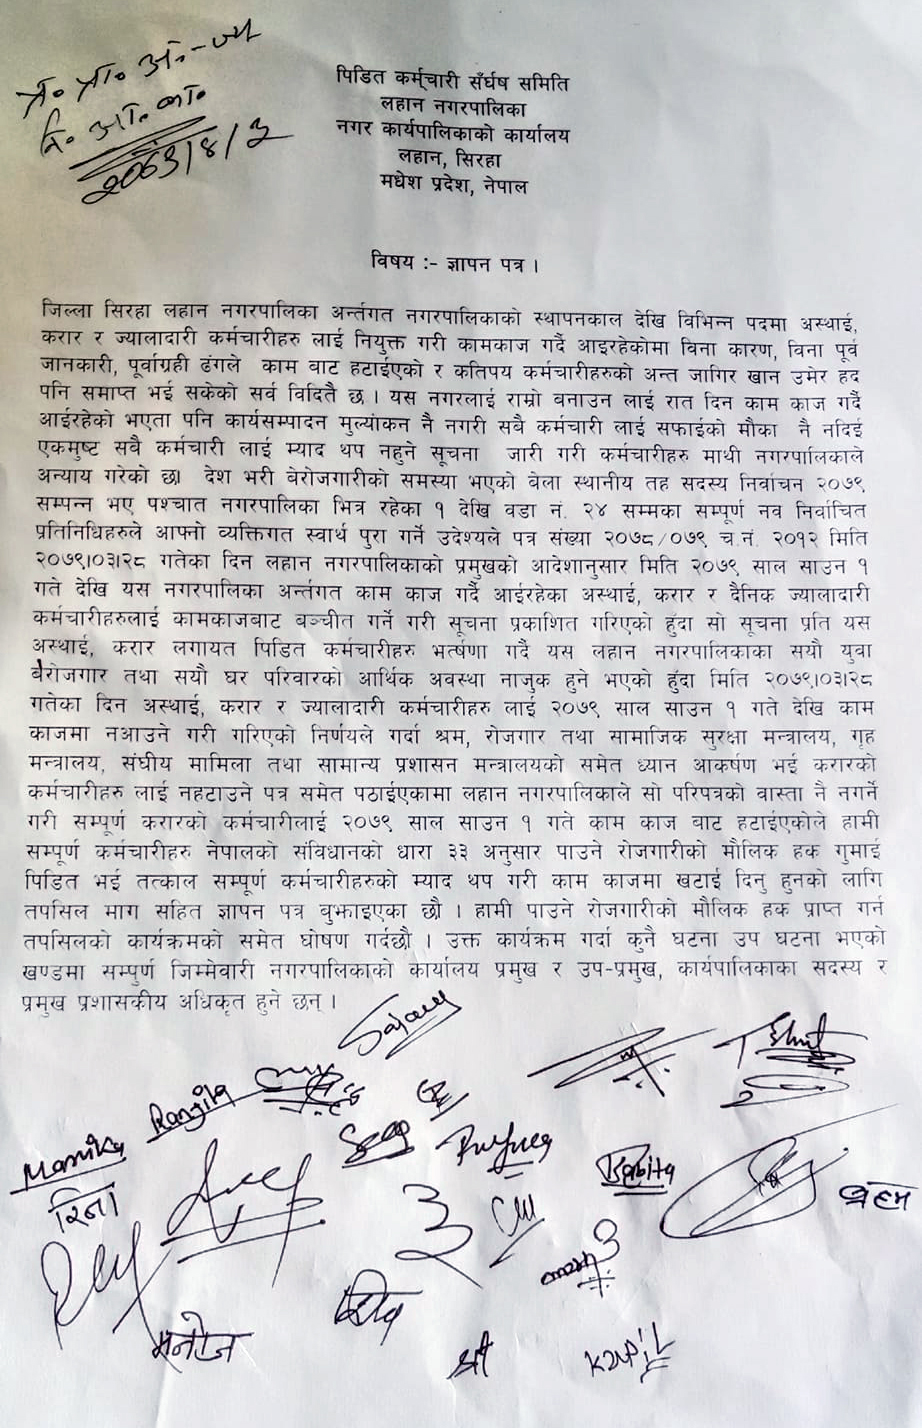 प्र. प्रा. अ.-ज्यू
वि. आ. का.
२०७९/४/३
पिडित कर्मचारी सँर्घष समिति
लहान नगरपालिका
नगर कार्यपालिकाको कार्यालय
लहान, सिरहा
मधेश प्रदेश, नेपाल
विषय :- ज्ञापन पत्र ।
जिल्ला सिरहा लहान नगरपालिका अर्न्तगत नगरपालिकाको स्थापनकाल देखि विभिन्न पदमा अस्थाई,
करार र ज्यालादारी कर्मचारीहरु लाई नियुक्त गरी कामकाज गर्दै आइरहेकोमा विना कारण, विना पूर्व
जानकारी, पूर्वाग्रही ढंगले काम बाट हटाईएको र कतिपय कर्मचारीहरुको अन्त जागिर खान उमेर हद
पनि समाप्त भई सकेको सर्व विदितै छ । यस नगरलाई राम्रो बनाउन लाई रात दिन काम काज गर्दै
आईरहेको भएता पनि कार्यसम्पादन मुल्यांकन नै नगरी सबै कर्मचारी लाई सफाईको मौका नै नदिई
एकमुष्ट सबै कर्मचारी लाई म्याद थप नहुने सूचना जारी गरी कर्मचारीहरु माथी नगरपालिकाले
अन्याय गरेको छ। देश भरी बेरोजगारीको समस्या भएको बेला स्थानीय तह सदस्य निर्वाचन २०७९
सम्पन्न भए पश्चात नगरपालिका भित्र रहेका १ देखि वडा नं. २४ सम्मका सम्पूर्ण नव निर्वाचित
प्रतिनिधिहरुले आफ्नो व्यक्तिगत स्वार्थ पुरा गर्ने उदेश्यले पत्र संख्या २०७८/०७९ च.नं. २०१२ मिति
२०७९।०३।२८ गतेका दिन लहान नगरपालिकाको प्रमुखको आदेशानुसार मिति २०७९ साल साउन १
गते देखि यस नगरपालिका अर्न्तगत काम काज गर्दै आईरहेका अस्थाई, करार र दैनिक ज्यालादारी
कर्मचारीहरुलाई कामकाजबाट बञ्चीत गर्ने गरी सूचना प्रकाशित गरिएको हुँदा सो सूचना प्रति यस
अस्थाई, करार लगायत पिडित कर्मचारीहरु भर्त्षणा गर्दै यस लहान नगरपालिकाका सयौ युवा
बेरोजगार तथा सयौ घर परिवारको आर्थिक अवस्था नाजुक हुने भएको हुँदा मिति २०७९।०३।२८
गतेका दिन अस्थाई, करार र ज्यालादारी कर्मचारीहरु लाई २०७९ साल साउन १ गते देखि काम
काजमा नआउने गरी गरिएको निर्णयले गर्दा श्रम, रोजगार तथा सामाजिक सुरक्षा मन्त्रालय, गृह
मन्त्रालय, संघीय मामिला तथा सामान्य प्रशासन मन्त्रालयको समेत ध्यान आकर्षण भई करारको
कर्मचारीहरु लाई नहटाउने पत्र समेत पठाईएकामा लहान नगरपालिकाले सो परिपत्रको वास्ता नै नगर्ने
गरी सम्पूर्ण करारको कर्मचारीलाई २०७९ साल साउन १ गते काम काज बाट हटाईएकोले हामी
सम्पूर्ण कर्मचारीहरु नेपालको संविधानको धारा ३३ अनुसार पाउने रोजगारीको मौलिक हक गुमाई
पिडित भई तत्काल सम्पूर्ण कर्मचारीहरुको म्याद थप गरी काम काजमा खटाई दिनु हुनको लागि
तपसिल माग सहित ज्ञापन पत्र बुझाइएका छौ । हामी पाउने रोजगारीको मौलिक हक प्राप्त गर्न
तपसिलको कार्यक्रमको समेत घोषण गर्दछौ । उक्त कार्यक्रम गर्दा कुनै घटना उप घटना भएको
खण्डमा सम्पुर्ण जिम्मेवारी नगरपालिकाको कार्यालय प्रमुख र उप-प्रमुख, कार्यपालिकाका सदस्य र
प्रमुख प्रशासकीय अधिकृत हुने छन् ।
Sajan
Ranjita
Manika
Babita
रिना
ब्रह्म
शिव
मनोज
श्री
Kapil